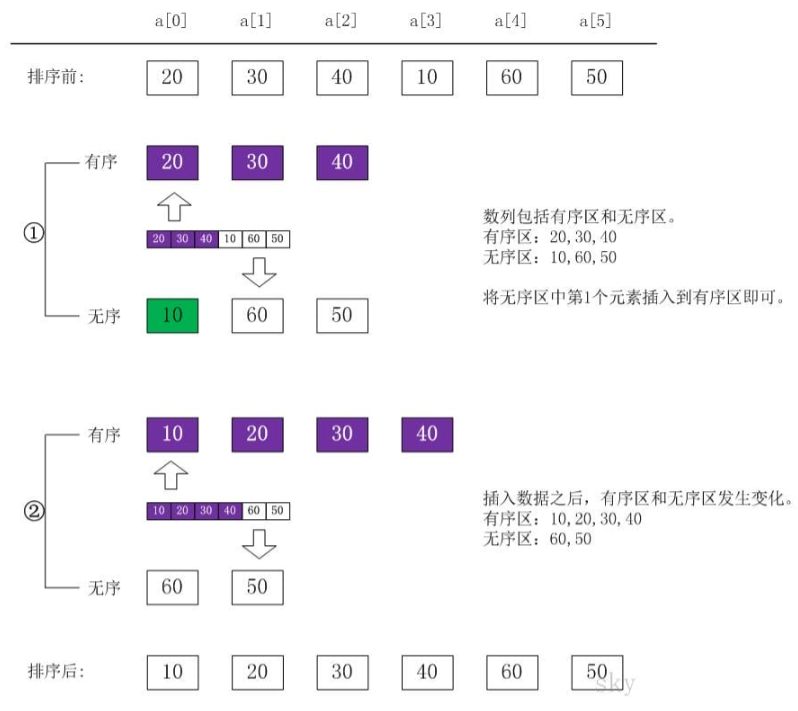 a[0] a[1] a[2] a[3] a[4] a[5]
排序前: 20 30 40 10 60 50
有序 20 30 40
① 20 30 40 10 60 50
数列包括有序区和无序区。
有序区：20,30,40
无序区：10,60,50
将无序区中第1个元素插入到有序区即可。
无序 10 60 50
有序 10 20 30 40
② 10 20 30 40 60 50
插入数据之后，有序区和无序区发生变化。
有序区：10,20,30,40
无序区：60,50
无序 60 50
排序后: 10 20 30 40 60 50
sky